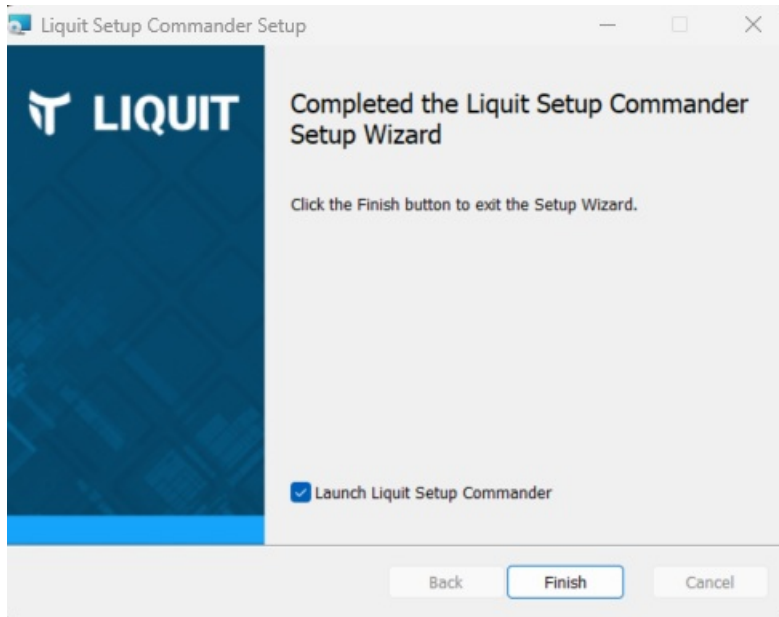 Liquit Setup Commander Setup
LIQUIT
Completed the Liquit Setup Commander
Setup Wizard
Click the Finish button to exit the Setup Wizard.
Launch Liquit Setup Commander
Back
Finish
Cancel